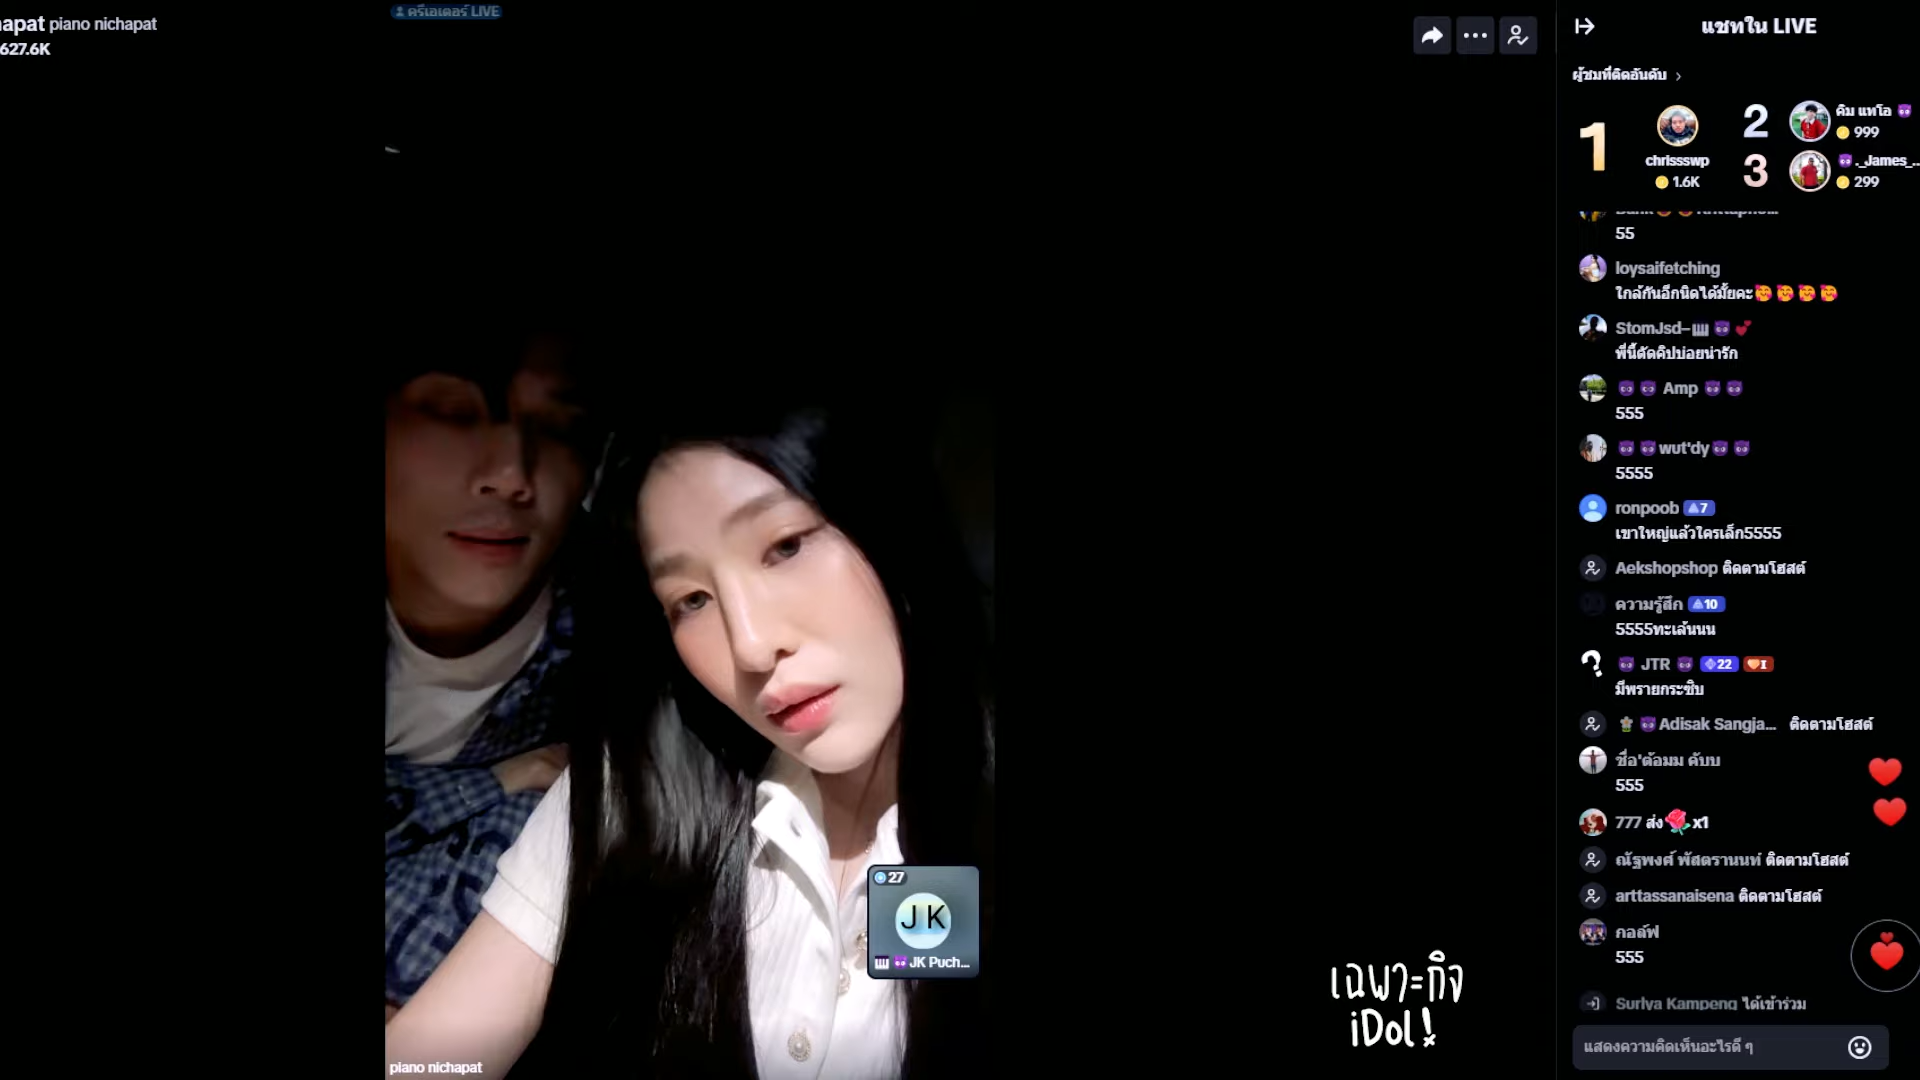 apat piano nichapat
627.6K
ครีเอเตอร์ LIVE
27
J K
JK Puch...
piano nichapat
เฉพาะกิจ
iDol!
แชทใน LIVE
ผู้ชมที่ติดอันดับ
1
chrissswp
1.6K
2
คิม แทโอ
999
3
._James_...
299
55
loysaifetching
ใกล้กันอีกนิดได้มั้ยคะ🥰🥰🥰🥰
StomJsd–🎹😈💕
พี่นี้ตัดคิปบ่อยน่ารัก
😈😈 Amp 😈😈
555
😈😈wut'dy😈😈
5555
ronpoob 7
เขาใหญ่แล้วใครเล็ก5555
Aekshopshop ติดตามโฮสต์
ความรู้สึก 10
5555ทะเล้นนน
😈 JTR 😈 22 I
มีพรายกระซิบ
😈Adisak Sangja... ติดตามโฮสต์
ชื่อ'ต้อมม คับบ
555
777 ส่ง🌹x1
ณัฐพงศ์ พัสตรานนท์ ติดตามโฮสต์
arttassanaisena ติดตามโฮสต์
กอล์ฟ
555
Suriya Kampeng ได้เข้าร่วม
แสดงความคิดเห็นอะไรดี ๆ